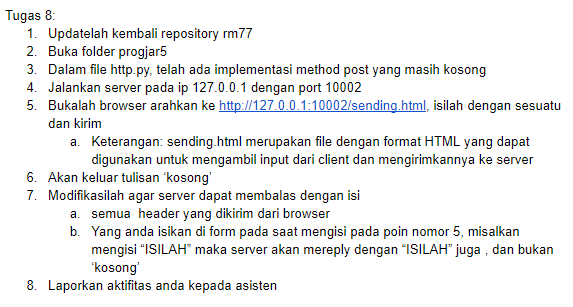 Tugas 8:
1. Updatelah kembali repository rm77
2. Buka folder progjar5
3. Dalam file http.py, telah ada implementasi method post yang masih kosong
4. Jalankan server pada ip 127.0.0.1 dengan port 10002
5. Bukalah browser arahkan ke http://127.0.0.1:10002/sending.html, isilah dengan sesuatu
dan kirim
a. Keterangan: sending.html merupakan file dengan format HTML yang dapat
digunakan untuk mengambil input dari client dan mengirimkannya ke server
6. Akan keluar tulisan ‘kosong’
7. Modifikasilah agar server dapat membalas dengan isi
a. semua  header yang dikirim dari browser
b. Yang anda isikan di form pada saat mengisi pada poin nomor 5, misalkan
mengisi “ISILAH” maka server akan mereply dengan “ISILAH” juga , dan bukan
‘kosong’
8. Laporkan aktifitas anda kepada asisten